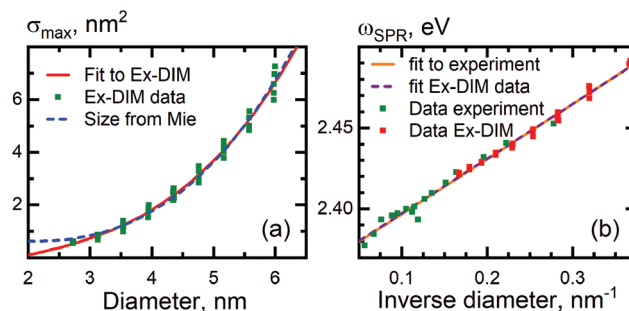 σmax, nm²
Fit to Ex-DIM
Ex-DIM data
Size from Mie
6
4
2
(a)
2 3 4 5 6
Diameter, nm
ωSPR, eV
fit to experiment
fit Ex-DIM data
Data experiment
Data Ex-DIM
2.45
2.40
(b)
0.1 0.2 0.3
Inverse diameter, nm⁻¹